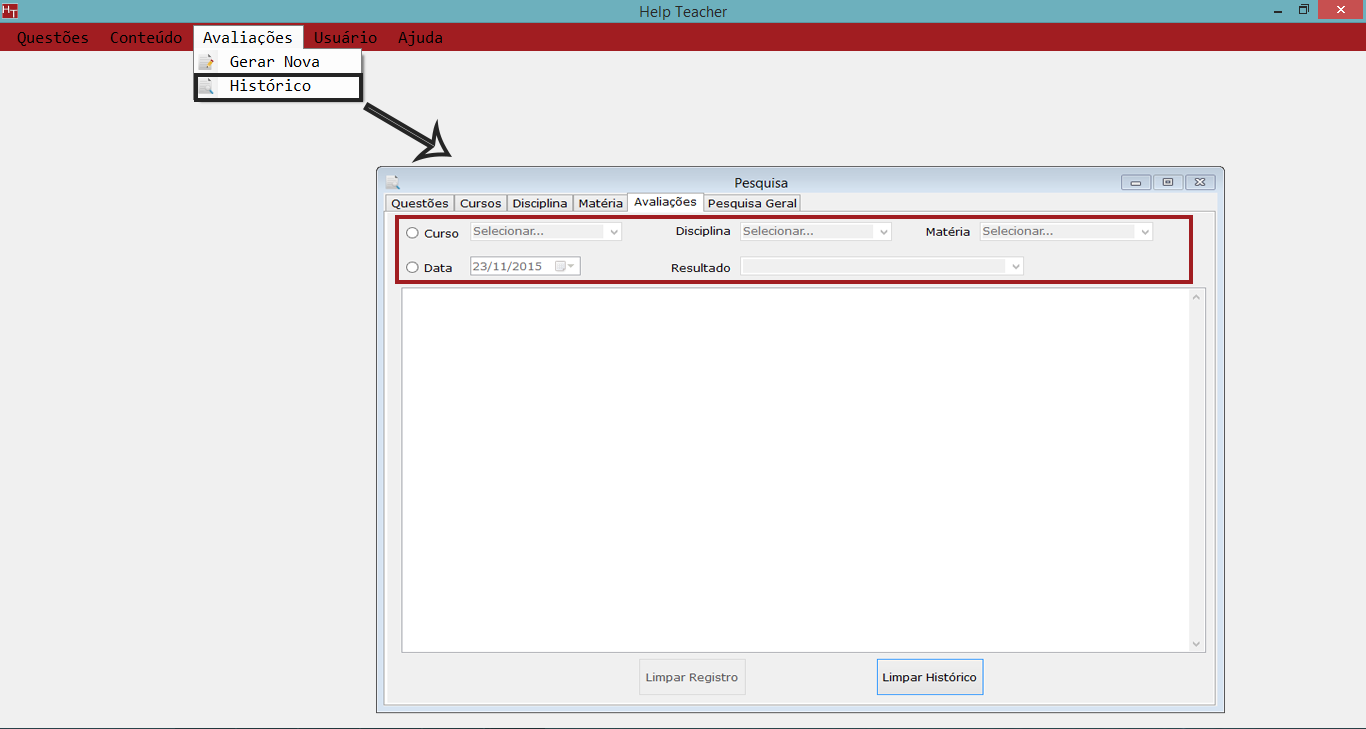 HT Help Teacher
Questões Conteúdo Avaliações Usuário Ajuda
Gerar Nova
Histórico
Pesquisa
Questões Cursos Disciplina Matéria Avaliações Pesquisa Geral
Curso Selecionar... Disciplina Selecionar... Matéria Selecionar...
Data 23/11/2015 Resultado
Limpar Registro Limpar Histórico